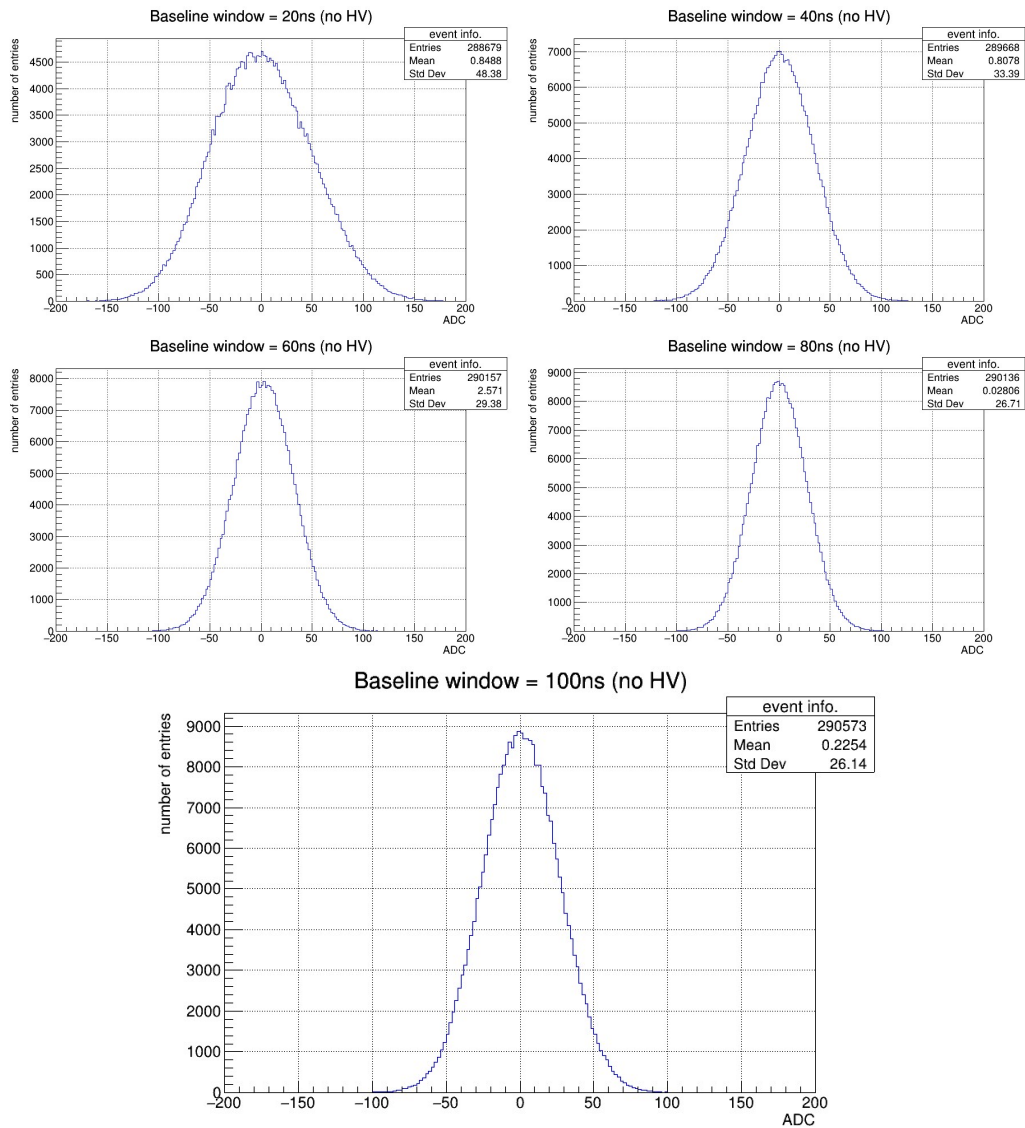 Baseline window = 20ns (no HV)
event info.
Entries 288679
Mean 0.8488
Std Dev 48.38
number of entries
4500
4000
3500
3000
2500
2000
1500
1000
500
0
−200 −150 −100 −50 0 50 100 150 200
ADC
Baseline window = 40ns (no HV)
event info.
Entries 289668
Mean 0.8078
Std Dev 33.39
number of entries
7000
6000
5000
4000
3000
2000
1000
0
−200 −150 −100 −50 0 50 100 150 200
ADC
Baseline window = 60ns (no HV)
event info.
Entries 290157
Mean 2.571
Std Dev 29.38
number of entries
8000
7000
6000
5000
4000
3000
2000
1000
0
−200 −150 −100 −50 0 50 100 150 200
ADC
Baseline window = 80ns (no HV)
event info.
Entries 290136
Mean 0.02806
Std Dev 26.71
number of entries
9000
8000
7000
6000
5000
4000
3000
2000
1000
0
−200 −150 −100 −50 0 50 100 150 200
ADC
Baseline window = 100ns (no HV)
event info.
Entries 290573
Mean 0.2254
Std Dev 26.14
number of entries
9000
8000
7000
6000
5000
4000
3000
2000
1000
0
−200 −150 −100 −50 0 50 100 150 200
ADC